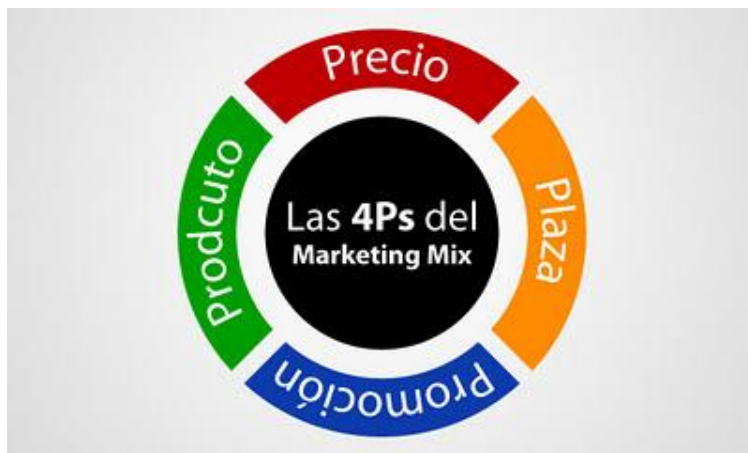 Precio
Plaza
Promoción
Prodcuto
Las 4Ps del
Marketing Mix